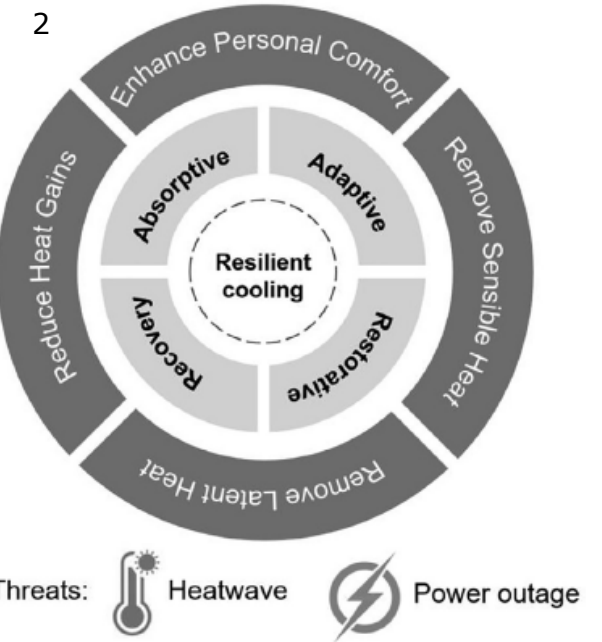 2
Enhance Personal Comfort
Remove Sensible Heat
Remove Latent Heat
Reduce Heat Gains
Absorptive
Adaptive
Restorative
Recovery
Resilient
cooling
Threats:
Heatwave
Power outage